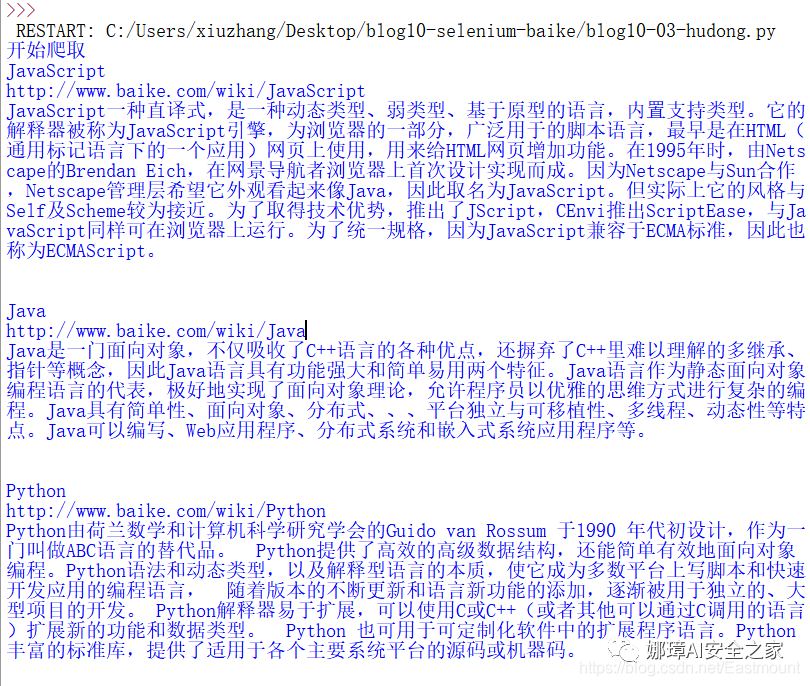 >>>
 RESTART: C:/Users/xiuzhang/Desktop/blog10-selenium-baike/blog10-03-hudong.py
开始爬取
JavaScript
http://www.baike.com/wiki/JavaScript
JavaScript一种直译式，是一种动态类型、弱类型、基于原型的语言，内置支持类型。它的
解释器被称为JavaScript引擎，为浏览器的一部分，广泛用于的脚本语言，最早是在HTML（
通用标记语言下的一个应用）网页上使用，用来给HTML网页增加功能。在1995年时，由Nets
cape的Brendan Eich，在网景导航者浏览器上首次设计实现而成。因为Netscape与Sun合作
，Netscape管理层希望它外观看起来像Java，因此取名为JavaScript。但实际上它的风格与
Self及Scheme较为接近。为了取得技术优势，推出了JScript，CEnvi推出ScriptEase，与Ja
vaScript同样可在浏览器上运行。为了统一规格，因为JavaScript兼容于ECMA标准，因此也
称为ECMAScript。
Java
http://www.baike.com/wiki/Java
Java是一门面向对象，不仅吸收了C++语言的各种优点，还摒弃了C++里难以理解的多继承、
指针等概念，因此Java语言具有功能强大和简单易用两个特征。Java语言作为静态面向对象
编程语言的代表，极好地实现了面向对象理论，允许程序员以优雅的思维方式进行复杂的编
程。Java具有简单性、面向对象、分布式、、、平台独立与可移植性、多线程、动态性等特
点。Java可以编写、Web应用程序、分布式系统和嵌入式系统应用程序等。
Python
http://www.baike.com/wiki/Python
Python由荷兰数学和计算机科学研究学会的Guido van Rossum 于1990 年代初设计，作为一
门叫做ABC语言的替代品。  Python提供了高效的高级数据结构，还能简单有效地面向对象
编程。Python语法和动态类型，以及解释型语言的本质，使它成为多数平台上写脚本和快速
开发应用的编程语言，  随着版本的不断更新和语言新功能的添加，逐渐被用于独立的、大
型项目的开发。 Python解释器易于扩展，可以使用C或C++（或者其他可以通过C调用的语言
）扩展新的功能和数据类型。  Python 也可用于可定制化软件中的扩展程序语言。Python
丰富的标准库，提供了适用于各个主要系统平台的源码或机器码。
娜璋AI安全之家
https://blog.csdn.net/Eastmount